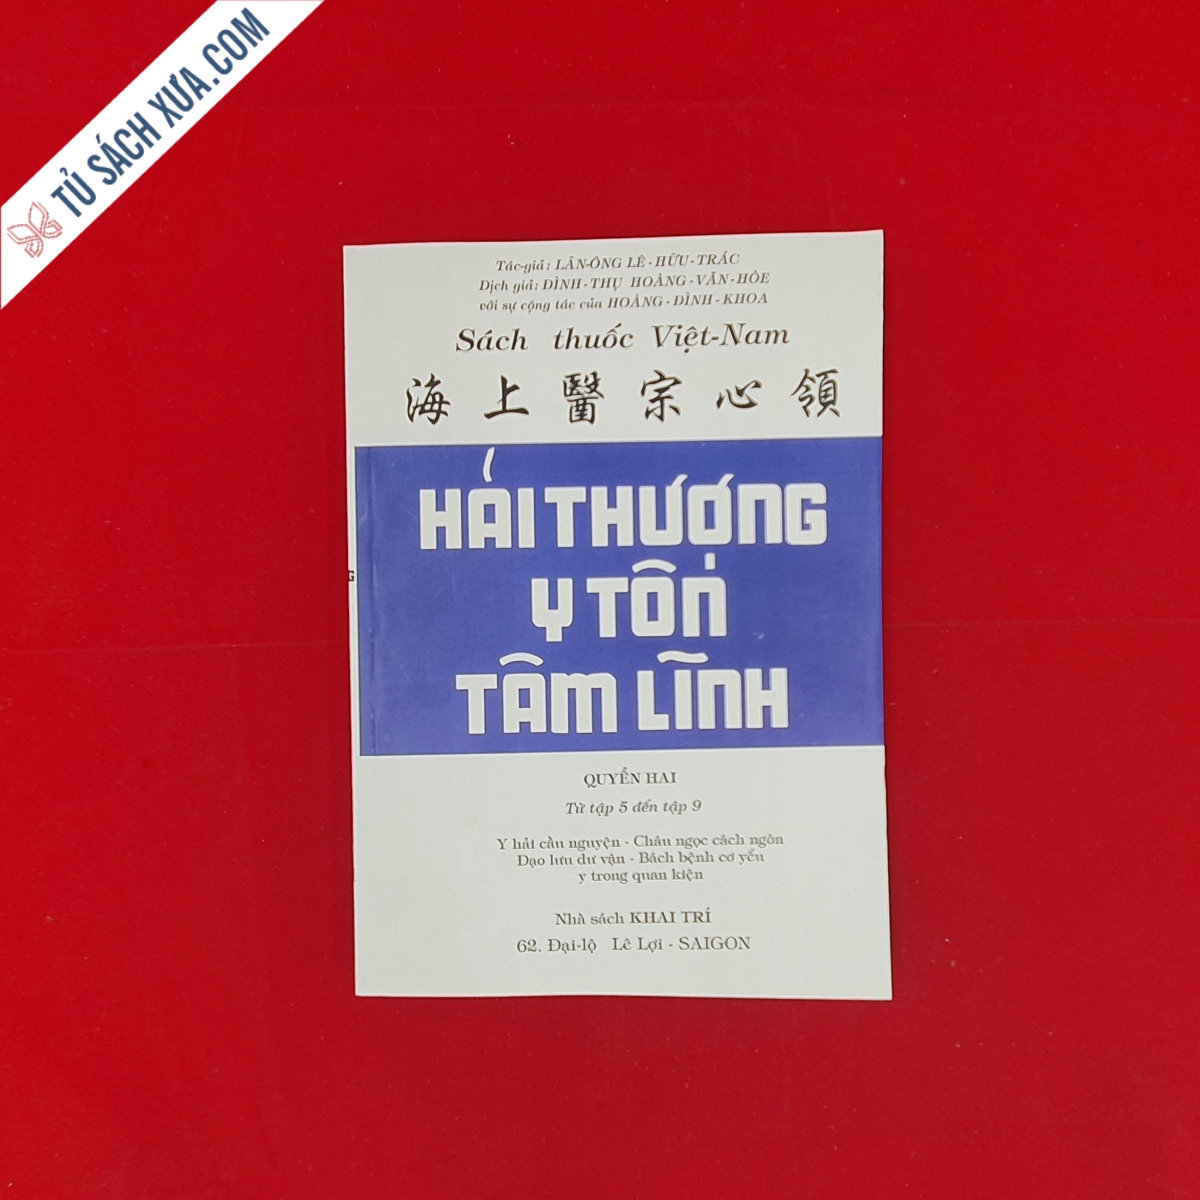 TỦ SÁCH XƯA.COM
Tác-giả: LÃN-ÔNG LÊ-HỮU-TRÁC
Dịch giả: ĐÌNH-THỤ HOÀNG-VĂN-HÒE
với sự cộng tác của HOÀNG-ĐÌNH-KHOA
Sách thuốc Việt-Nam
海上醫宗心領
HẢI THƯỢNG
Y TÔN
TÂM LĨNH
QUYỂN HAI
Từ tập 5 đến tập 9
Y hải cầu nguyện - Châu ngọc cách ngôn
Đạo lưu dư vận - Bách bệnh cơ yếu
y trong quan kiện
Nhà sách KHAI TRÍ
62. Đại-lộ Lê Lợi - SAIGON